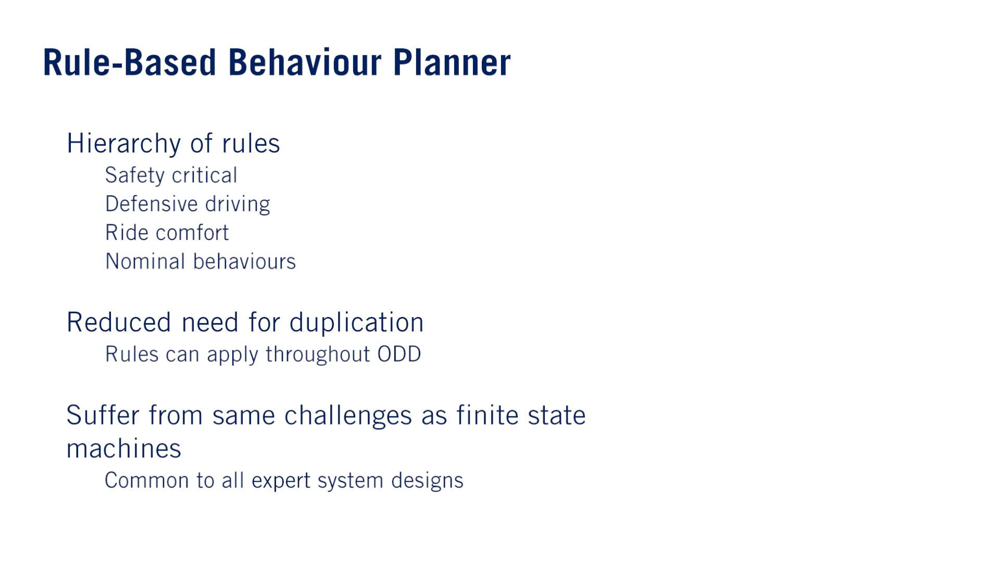 Rule-Based Behaviour Planner
Hierarchy of rules
Safety critical
Defensive driving
Ride comfort
Nominal behaviours
Reduced need for duplication
Rules can apply throughout ODD
Suffer from same challenges as finite state
machines
Common to all expert system designs